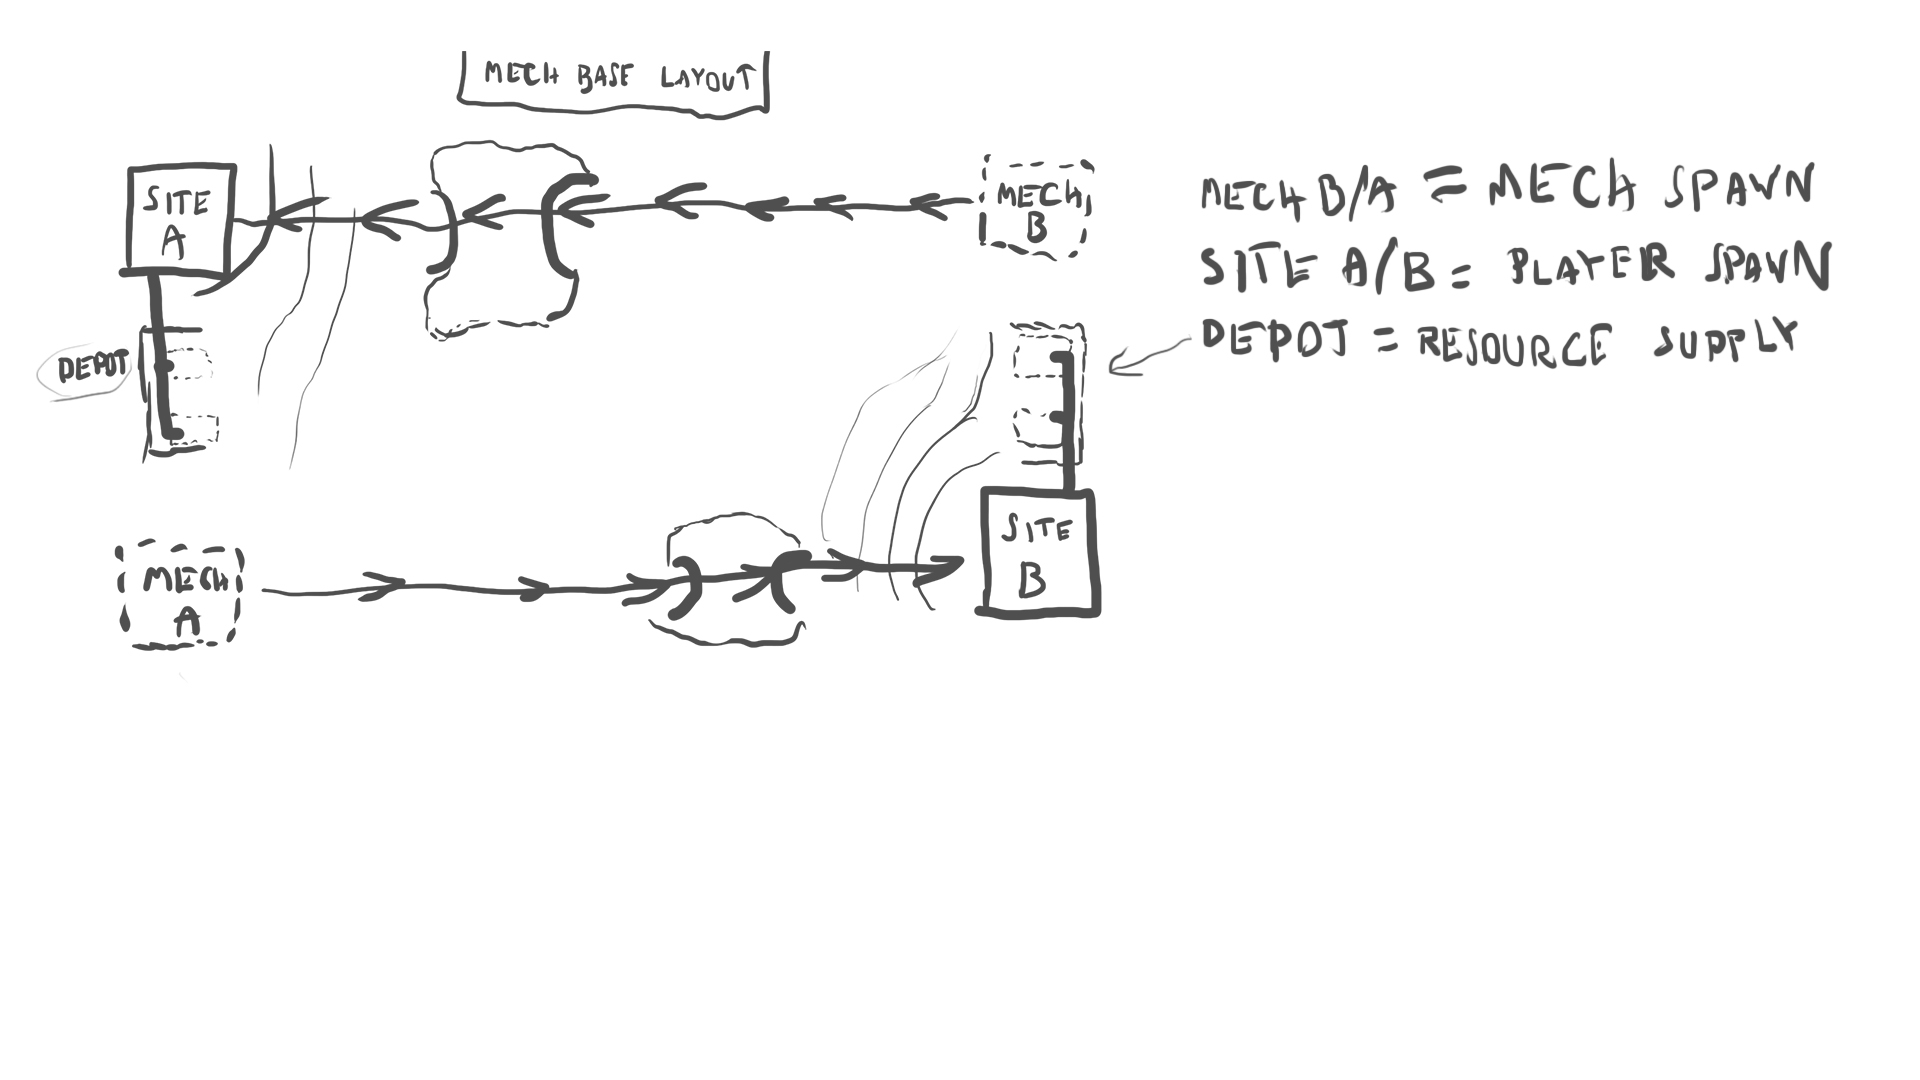 MECH BASE LAYOUT
SITE
A
MECH
B
MECH B/A = MECH SPAWN
SITE A/B = PLAYER SPAWN
DEPOT = RESOURCE SUPPLY
DEPOT
SITE
B
MECH
A